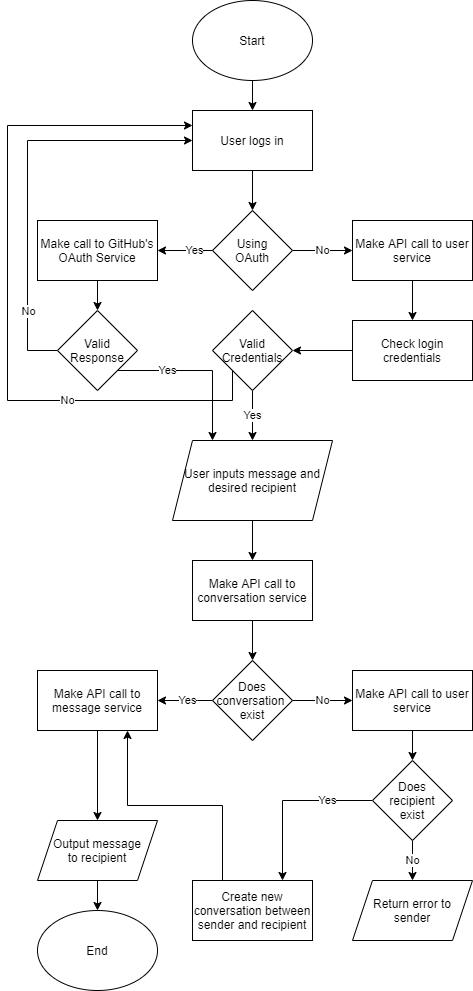 Start
User logs in
Using
OAuth
Yes
No
Make call to GitHub's
OAuth Service
Make API call to user
service
No
Valid
Response
Valid
Credentials
Check login
credentials
Yes
No
Yes
User inputs message and
desired recipient
Make API call to
conversation service
Make API call to
message service
Yes
Does
conversation
exist
No
Make API call to user
service
Does
recipient
exist
Yes
No
Output message
to recipient
Create new
conversation between
sender and recipient
Return error to
sender
End